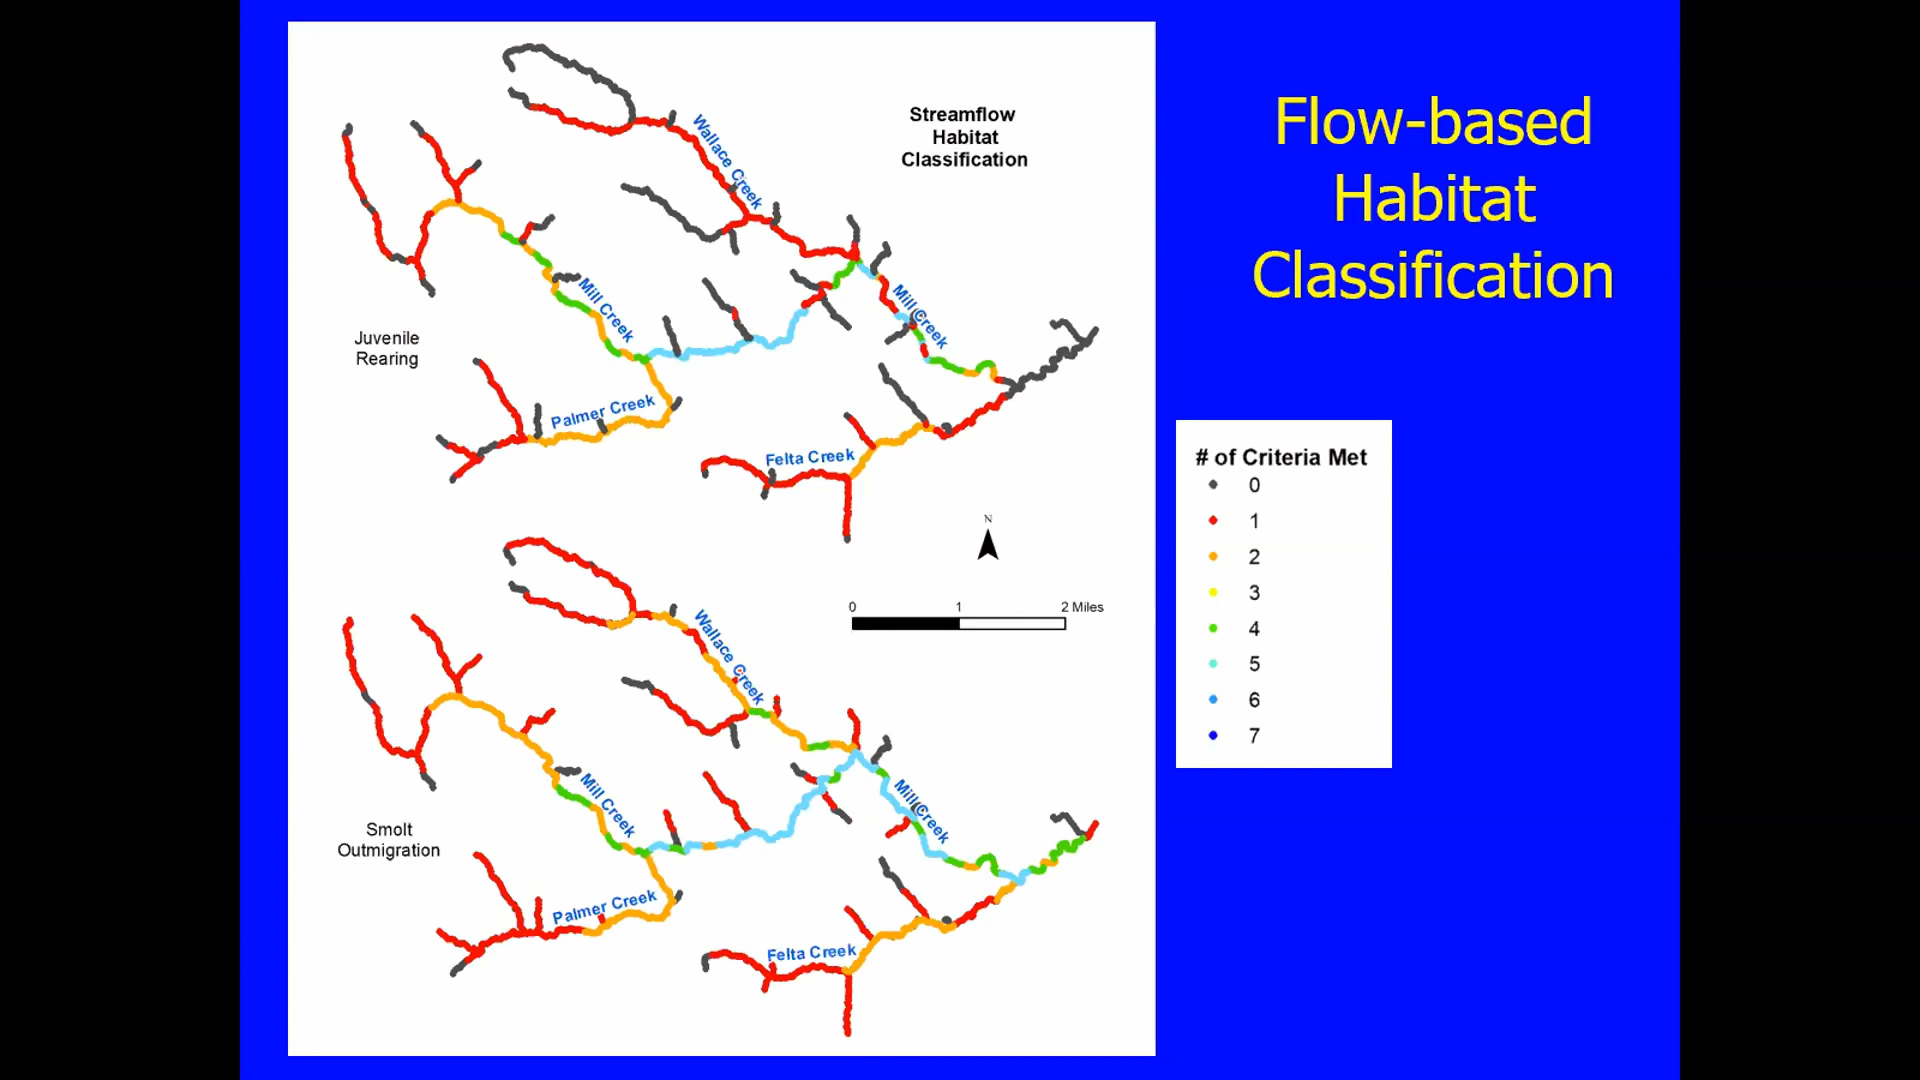 Flow-based
Habitat
Classification
Streamflow
Habitat
Classification
Wallace Creek
Mill Creek
Mill Creek
Juvenile
Rearing
Palmer Creek
Felta Creek
N
0 1 2 Miles
Wallace Creek
Mill Creek
Mill Creek
Smolt
Outmigration
Palmer Creek
Felta Creek
# of Criteria Met
0
1
2
3
4
5
6
7